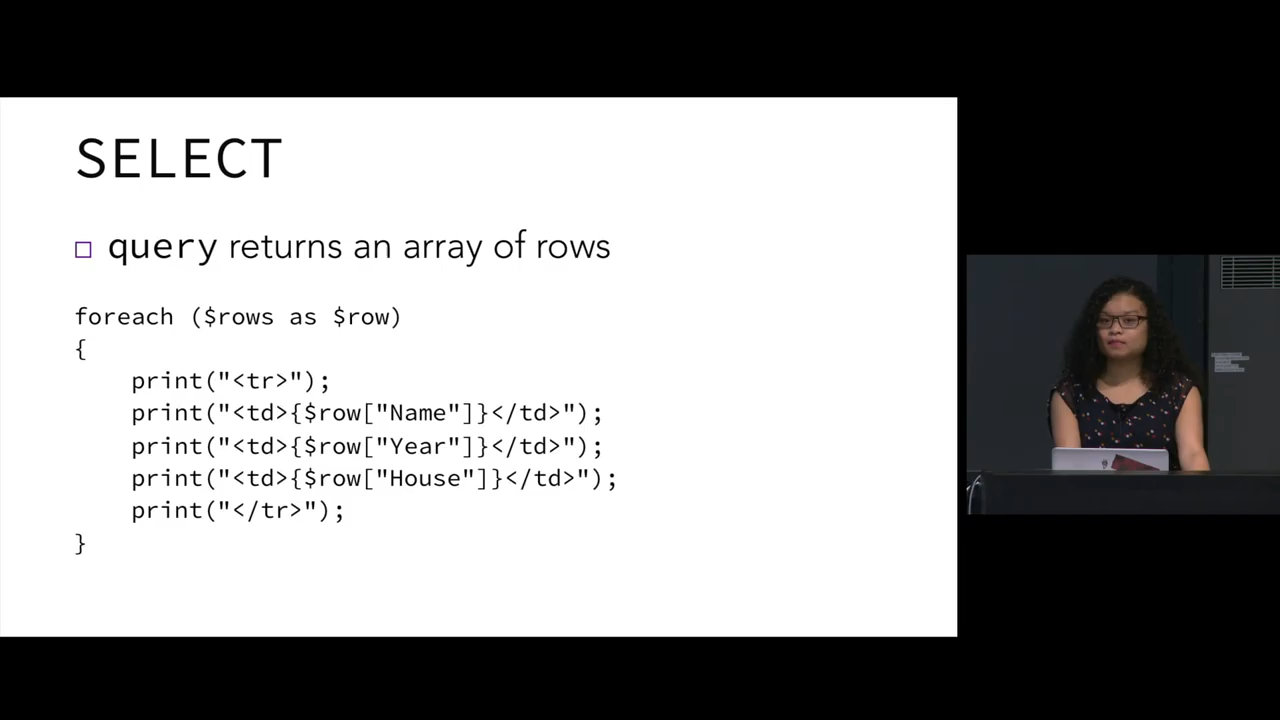 SELECT
query returns an array of rows
foreach ($rows as $row)
{
    print("<tr>");
    print("<td>{$row["Name"]}</td>");
    print("<td>{$row["Year"]}</td>");
    print("<td>{$row["House"]}</td>");
    print("</tr>");
}